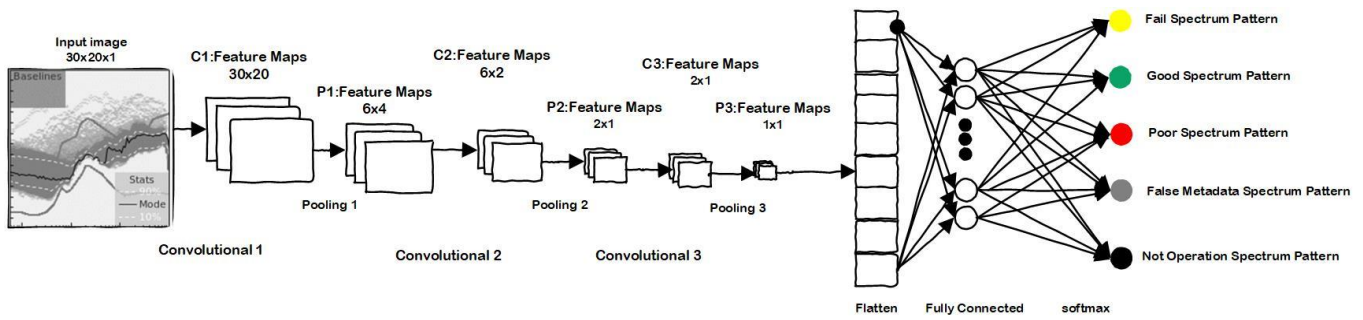 Input image
30x20x1
Baselines
Stats
90%
Mode
10%
C1:Feature Maps
30x20
P1:Feature Maps
6x4
C2:Feature Maps
6x2
P2:Feature Maps
2x1
C3:Feature Maps
2x1
P3:Feature Maps
1x1
Pooling 1
Pooling 2
Pooling 3
Convolutional 1
Convolutional 2
Convolutional 3
Flatten
Fully Connected
softmax
Fail Spectrum Pattern
Good Spectrum Pattern
Poor Spectrum Pattern
False Metadata Spectrum Pattern
Not Operation Spectrum Pattern